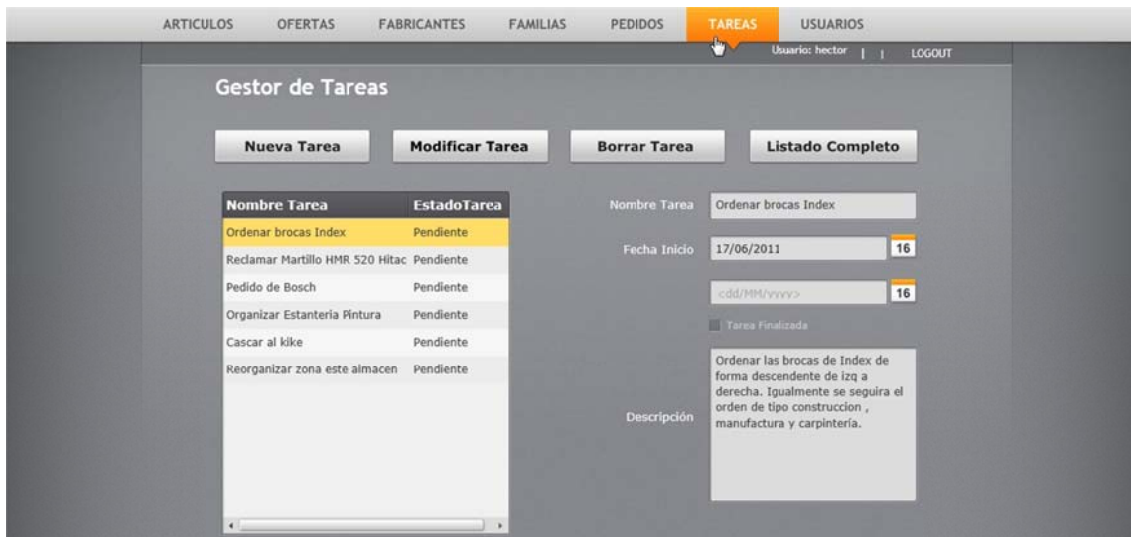 ARTICULOS OFERTAS FABRICANTES FAMILIAS PEDIDOS TAREAS USUARIOS
Usuario: hector | | LOGOUT
Gestor de Tareas
Nueva Tarea Modificar Tarea Borrar Tarea Listado Completo
Nombre Tarea EstadoTarea
Ordenar brocas Index Pendiente
Reclamar Martillo HMR 520 Hitac Pendiente
Pedido de Bosch Pendiente
Organizar Estanteria Pintura Pendiente
Cascar al kike Pendiente
Reorganizar zona este almacen Pendiente
Nombre Tarea Ordenar brocas Index
Fecha Inicio 17/06/2011 16
<dd/MM/yyyy> 16
Tarea Finalizada
Descripción
Ordenar las brocas de Index de
forma descendente de izq a
derecha. Igualmente se seguira el
orden de tipo construccion ,
manufactura y carpintería.